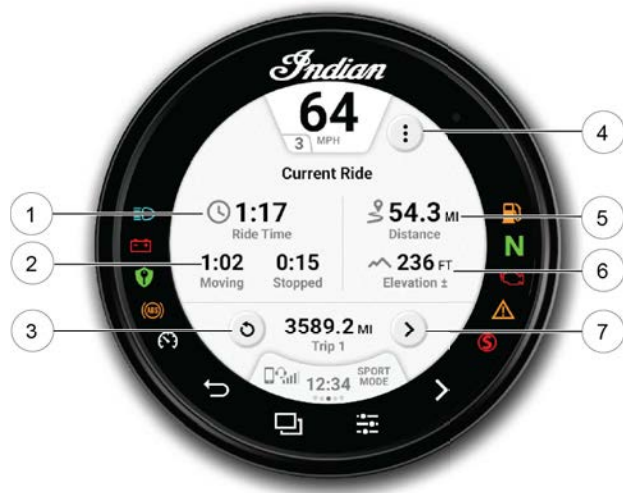 Indian
64
3 MPH
4
Current Ride
1
1:17
Ride Time
54.3 MI
Distance
5
2
1:02
Moving
0:15
Stopped
236 FT
Elevation ±
6
N
ABS
3
3589.2 MI
Trip 1
7
S
12:34
SPORT
MODE